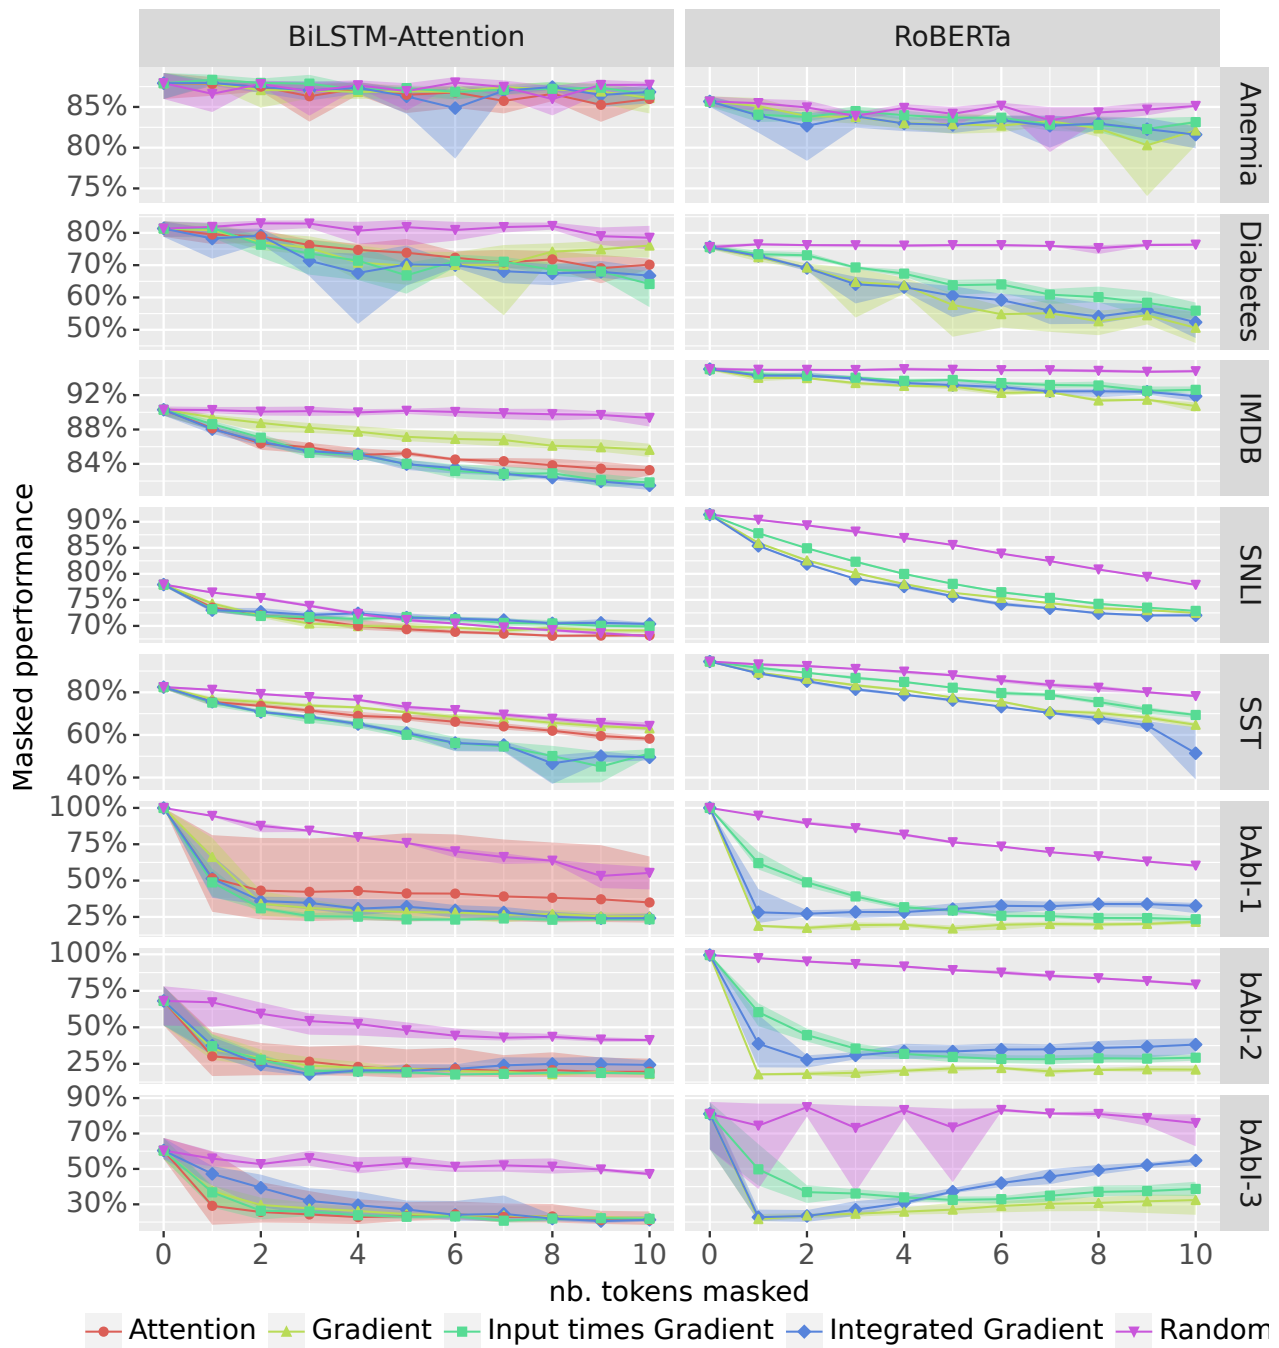 BiLSTM-Attention RoBERTa
85%
80%
75%
Anemia
80%
70%
60%
50%
Diabetes
92%
88%
84%
IMDB
90%
85%
80%
75%
70%
SNLI
80%
60%
40%
SST
100%
75%
50%
25%
bAbI-1
100%
75%
50%
25%
bAbI-2
90%
70%
50%
30%
bAbI-3
Masked pperformance
0 2 4 6 8 10 0 2 4 6 8 10
nb. tokens masked
Attention Gradient Input times Gradient Integrated Gradient Random